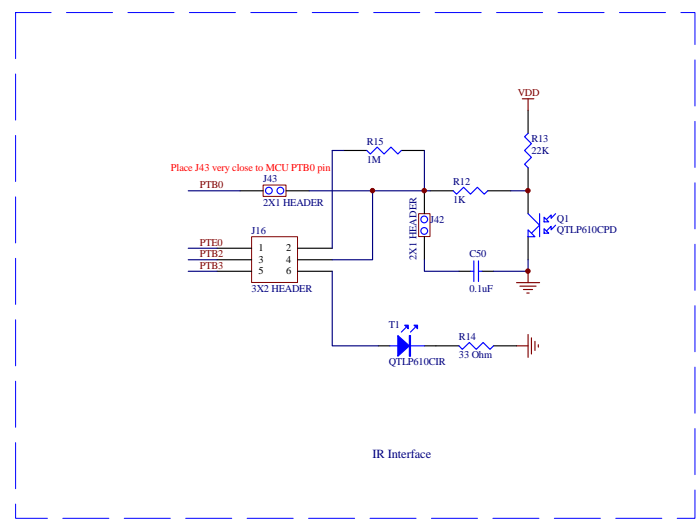 VDD
R13
22K
R15
1M
Place J43 very close to MCU PTB0 pin.
J43
PTB0
2X1 HEADER
R12
1K
2X1 HEADER
J42
Q1
QTLP610CPD
J16
PTE0
1 2
PTB2
3 4
PTB3
5 6
3X2 HEADER
C50
0.1uF
T1
QTLP610CIR
R14
33 Ohm
IR Interface